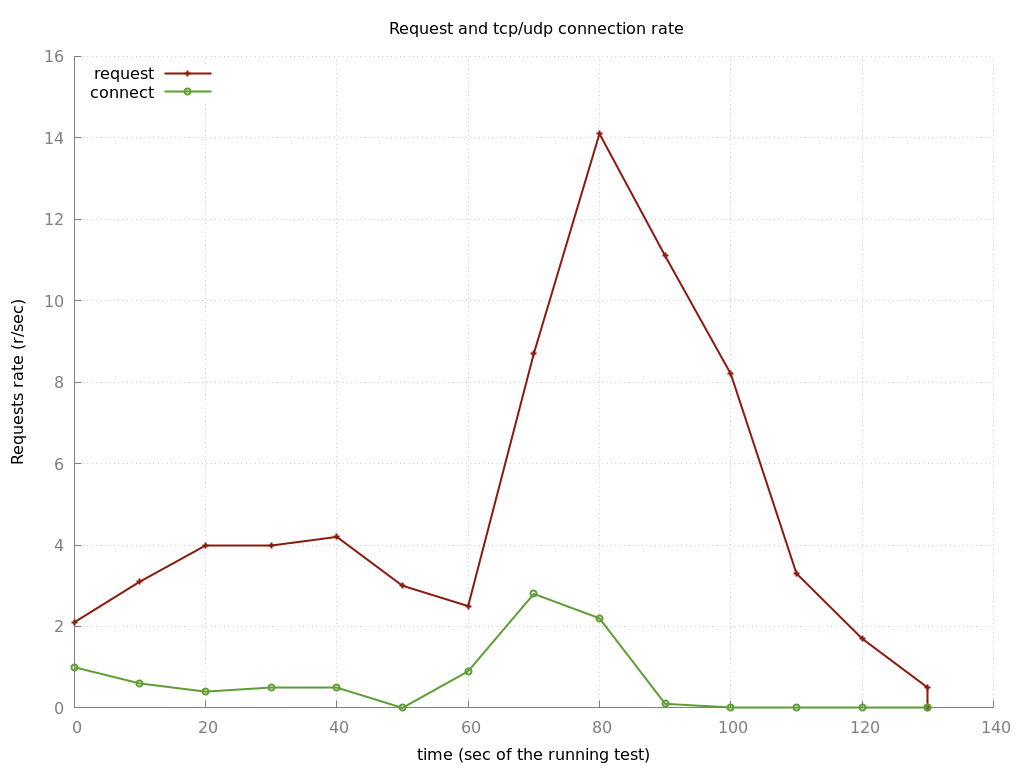 Request and tcp/udp connection rate
16
request
connect
14
12
10
8
6
4
2
0
Requests rate (r/sec)
0 20 40 60 80 100 120 140
time (sec of the running test)